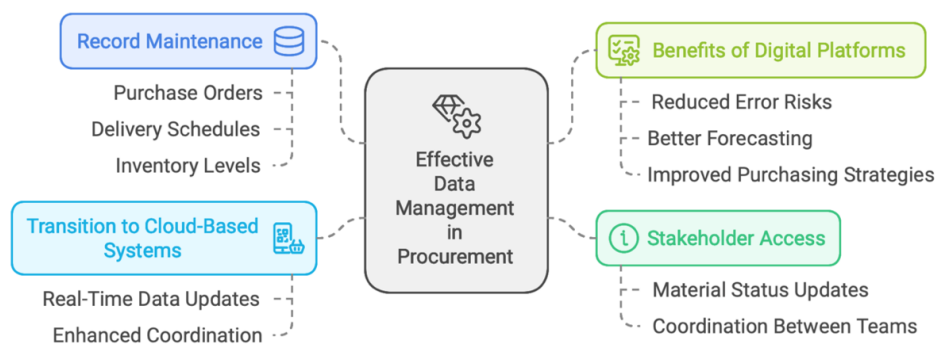 Record Maintenance
Purchase Orders
Delivery Schedules
Inventory Levels
Transition to Cloud-Based
Systems
Real-Time Data Updates
Enhanced Coordination
Effective
Data
Management
in
Procurement
Benefits of Digital Platforms
Reduced Error Risks
Better Forecasting
Improved Purchasing Strategies
Stakeholder Access
Material Status Updates
Coordination Between Teams